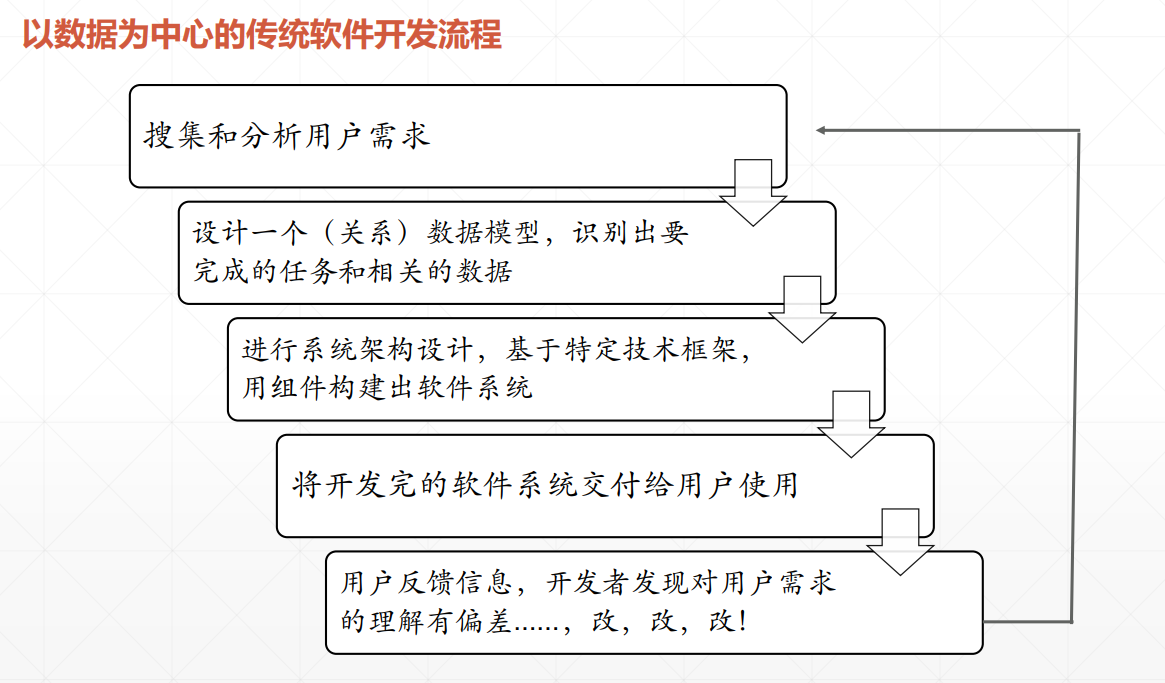 以数据为中心的传统软件开发流程
搜集和分析用户需求
设计一个（关系）数据模型，识别出要
完成的任务和相关的数据
进行系统架构设计，基于特定技术框架，
用组件构建出软件系统
将开发完的软件系统交付给用户使用
用户反馈信息，开发者发现对用户需求
的理解有偏差……，改，改，改！